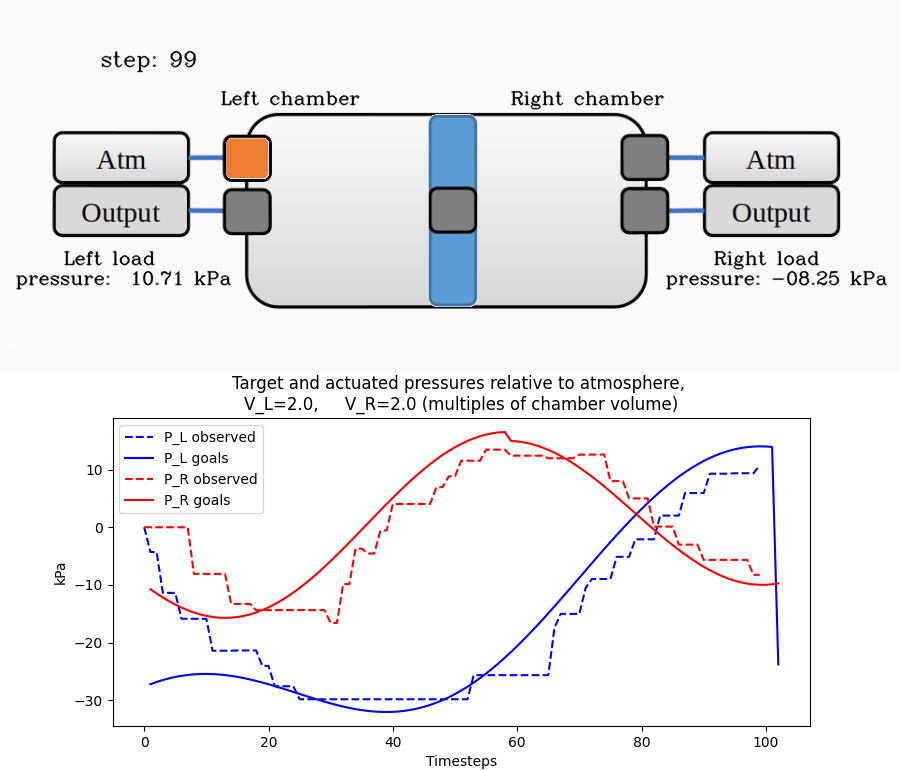 step: 99
Left chamber
Right chamber
Atm
Atm
Output
Output
Left load
pressure: 10.71 kPa
Right load
pressure: −08.25 kPa
Target and actuated pressures relative to atmosphere,
V_L=2.0, V_R=2.0 (multiples of chamber volume)
P_L observed
P_L goals
P_R observed
P_R goals
10
0
−10
−20
−30
kPa
0 20 40 60 80 100
Timesteps